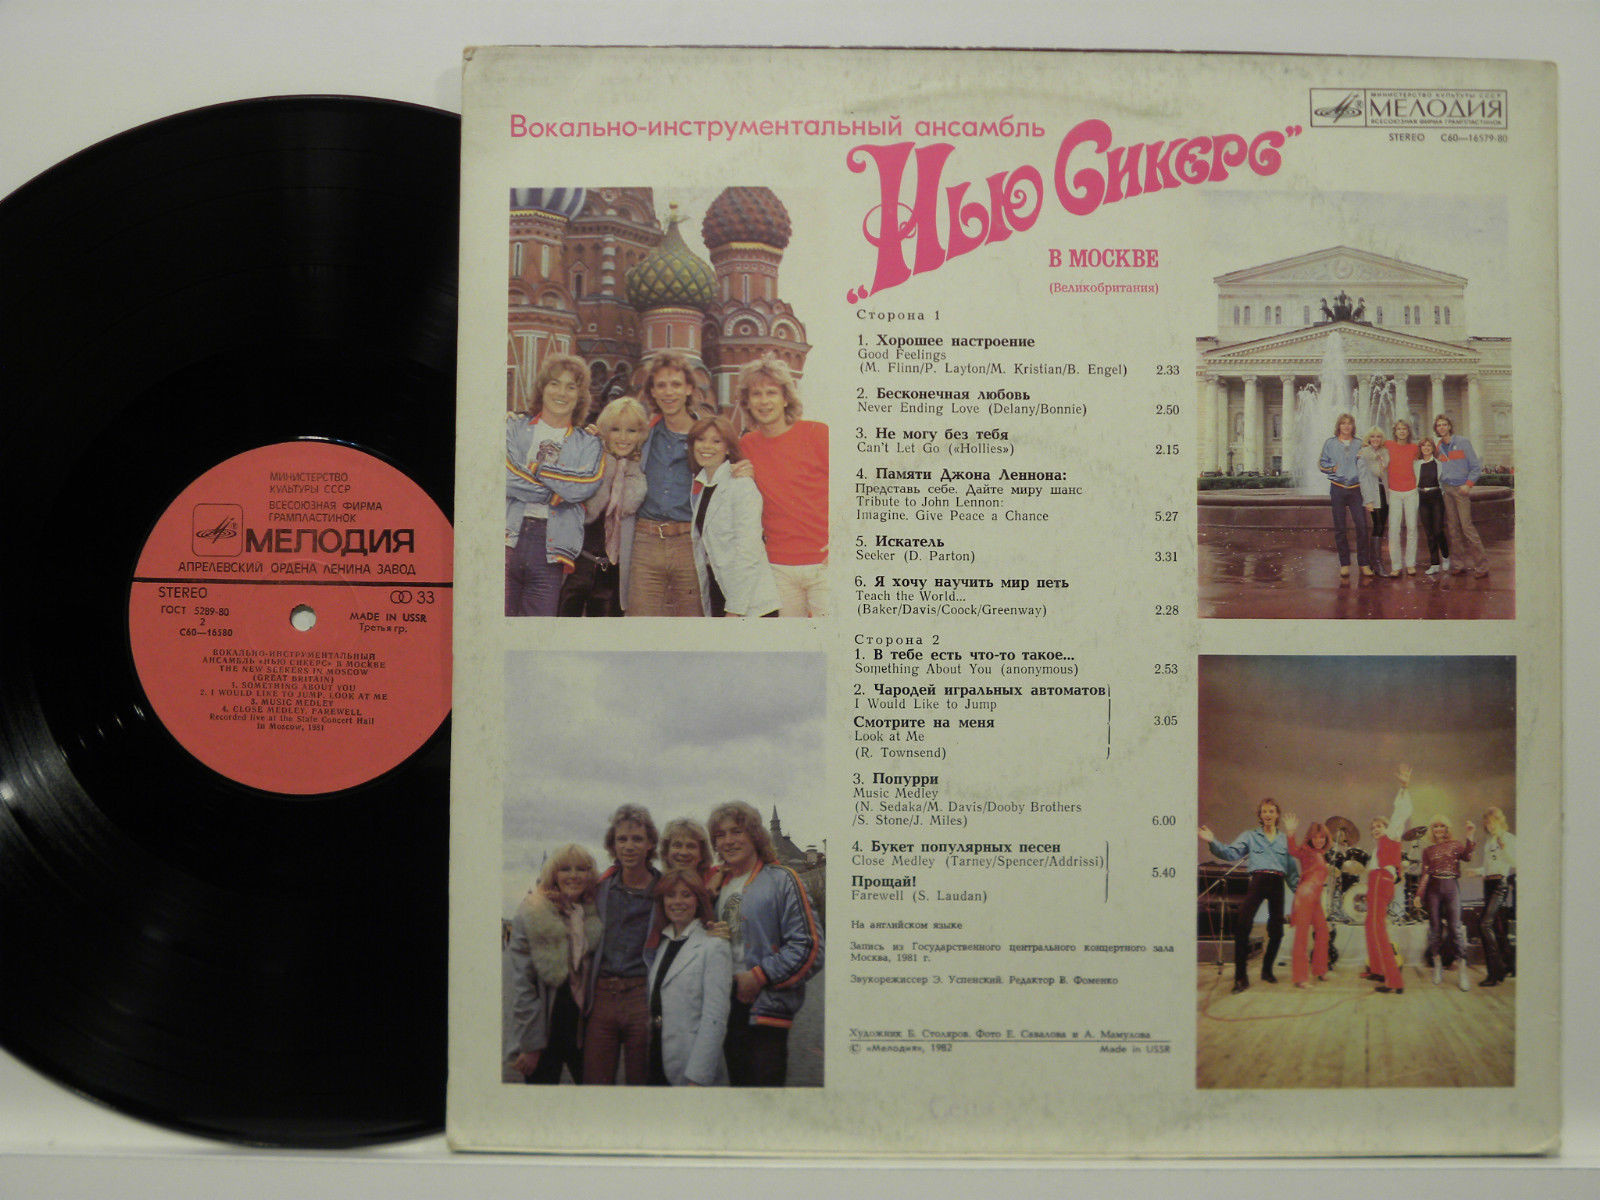 МИНИСТЕРСТВО
КУЛЬТУРЫ СССР
ВСЕСОЮЗНАЯ ФИРМА
ГРАМПЛАСТИНОК
МЕЛОДИЯ
АПРЕЛЕВСКИЙ ОРДЕНА ЛЕНИНА ЗАВОД
STEREO
33
ГОСТ 5289-80
MADE IN USSR
2
Третья гр.
С60—16580
ВОКАЛЬНО-ИНСТРУМЕНТАЛЬНЫЙ
АНСАМБЛЬ «НЬЮ СИКЕРС» В МОСКВЕ
THE NEW SEEKERS IN MOSCOW
(GREAT BRITAIN)
1. SOMETHING ABOUT YOU
2. I WOULD LIKE TO JUMP. LOOK AT ME
3. MUSIC MEDLEY
4. CLOSE MEDLEY. FAREWELL
Recorded live at the State Concert Hall
in Moscow, 1981
МИНИСТЕРСТВО КУЛЬТУРЫ СССР
МЕЛОДИЯ
ВСЕСОЮЗНАЯ ФИРМА ГРАМПЛАСТИНОК
STEREO С60—16579-80
Вокально-инструментальный ансамбль
„Нью Сикерс”
В МОСКВЕ
(Великобритания)
Сторона 1
1. Хорошее настроение
Good Feelings
(M. Flinn/P. Layton/M. Kristian/B. Engel) 2.33
2. Бесконечная любовь
Never Ending Love (Delany/Bonnie) 2.50
3. Не могу без тебя
Can't Let Go («Hollies») 2.15
4. Памяти Джона Леннона:
Представь себе. Дайте миру шанс
Tribute to John Lennon:
Imagine. Give Peace a Chance 5.27
5. Искатель
Seeker (D. Parton) 3.31
6. Я хочу научить мир петь
Teach the World...
(Baker/Davis/Coock/Greenway) 2.28
Сторона 2
1. В тебе есть что-то такое...
Something About You (anonymous) 2.53
2. Чародей игральных автоматов
I Would Like to Jump
Смотрите на меня 3.05
Look at Me
(R. Townsend)
3. Попурри
Music Medley
(N. Sedaka/M. Davis/Dooby Brothers
/S. Stone/J. Miles) 6.00
4. Букет популярных песен
Close Medley (Tarney/Spencer/Addrissi)
5.40
Прощай!
Farewell (S. Laudan)
На английском языке
Запись из Государственного центрального концертного зала
Москва, 1981 г.
Звукорежиссер Э. Успенский. Редактор В. Фоменко
Художник Б. Столяров. Фото Е. Савалова и А. Мамулова
© «Мелодия», 1982 Made in USSR